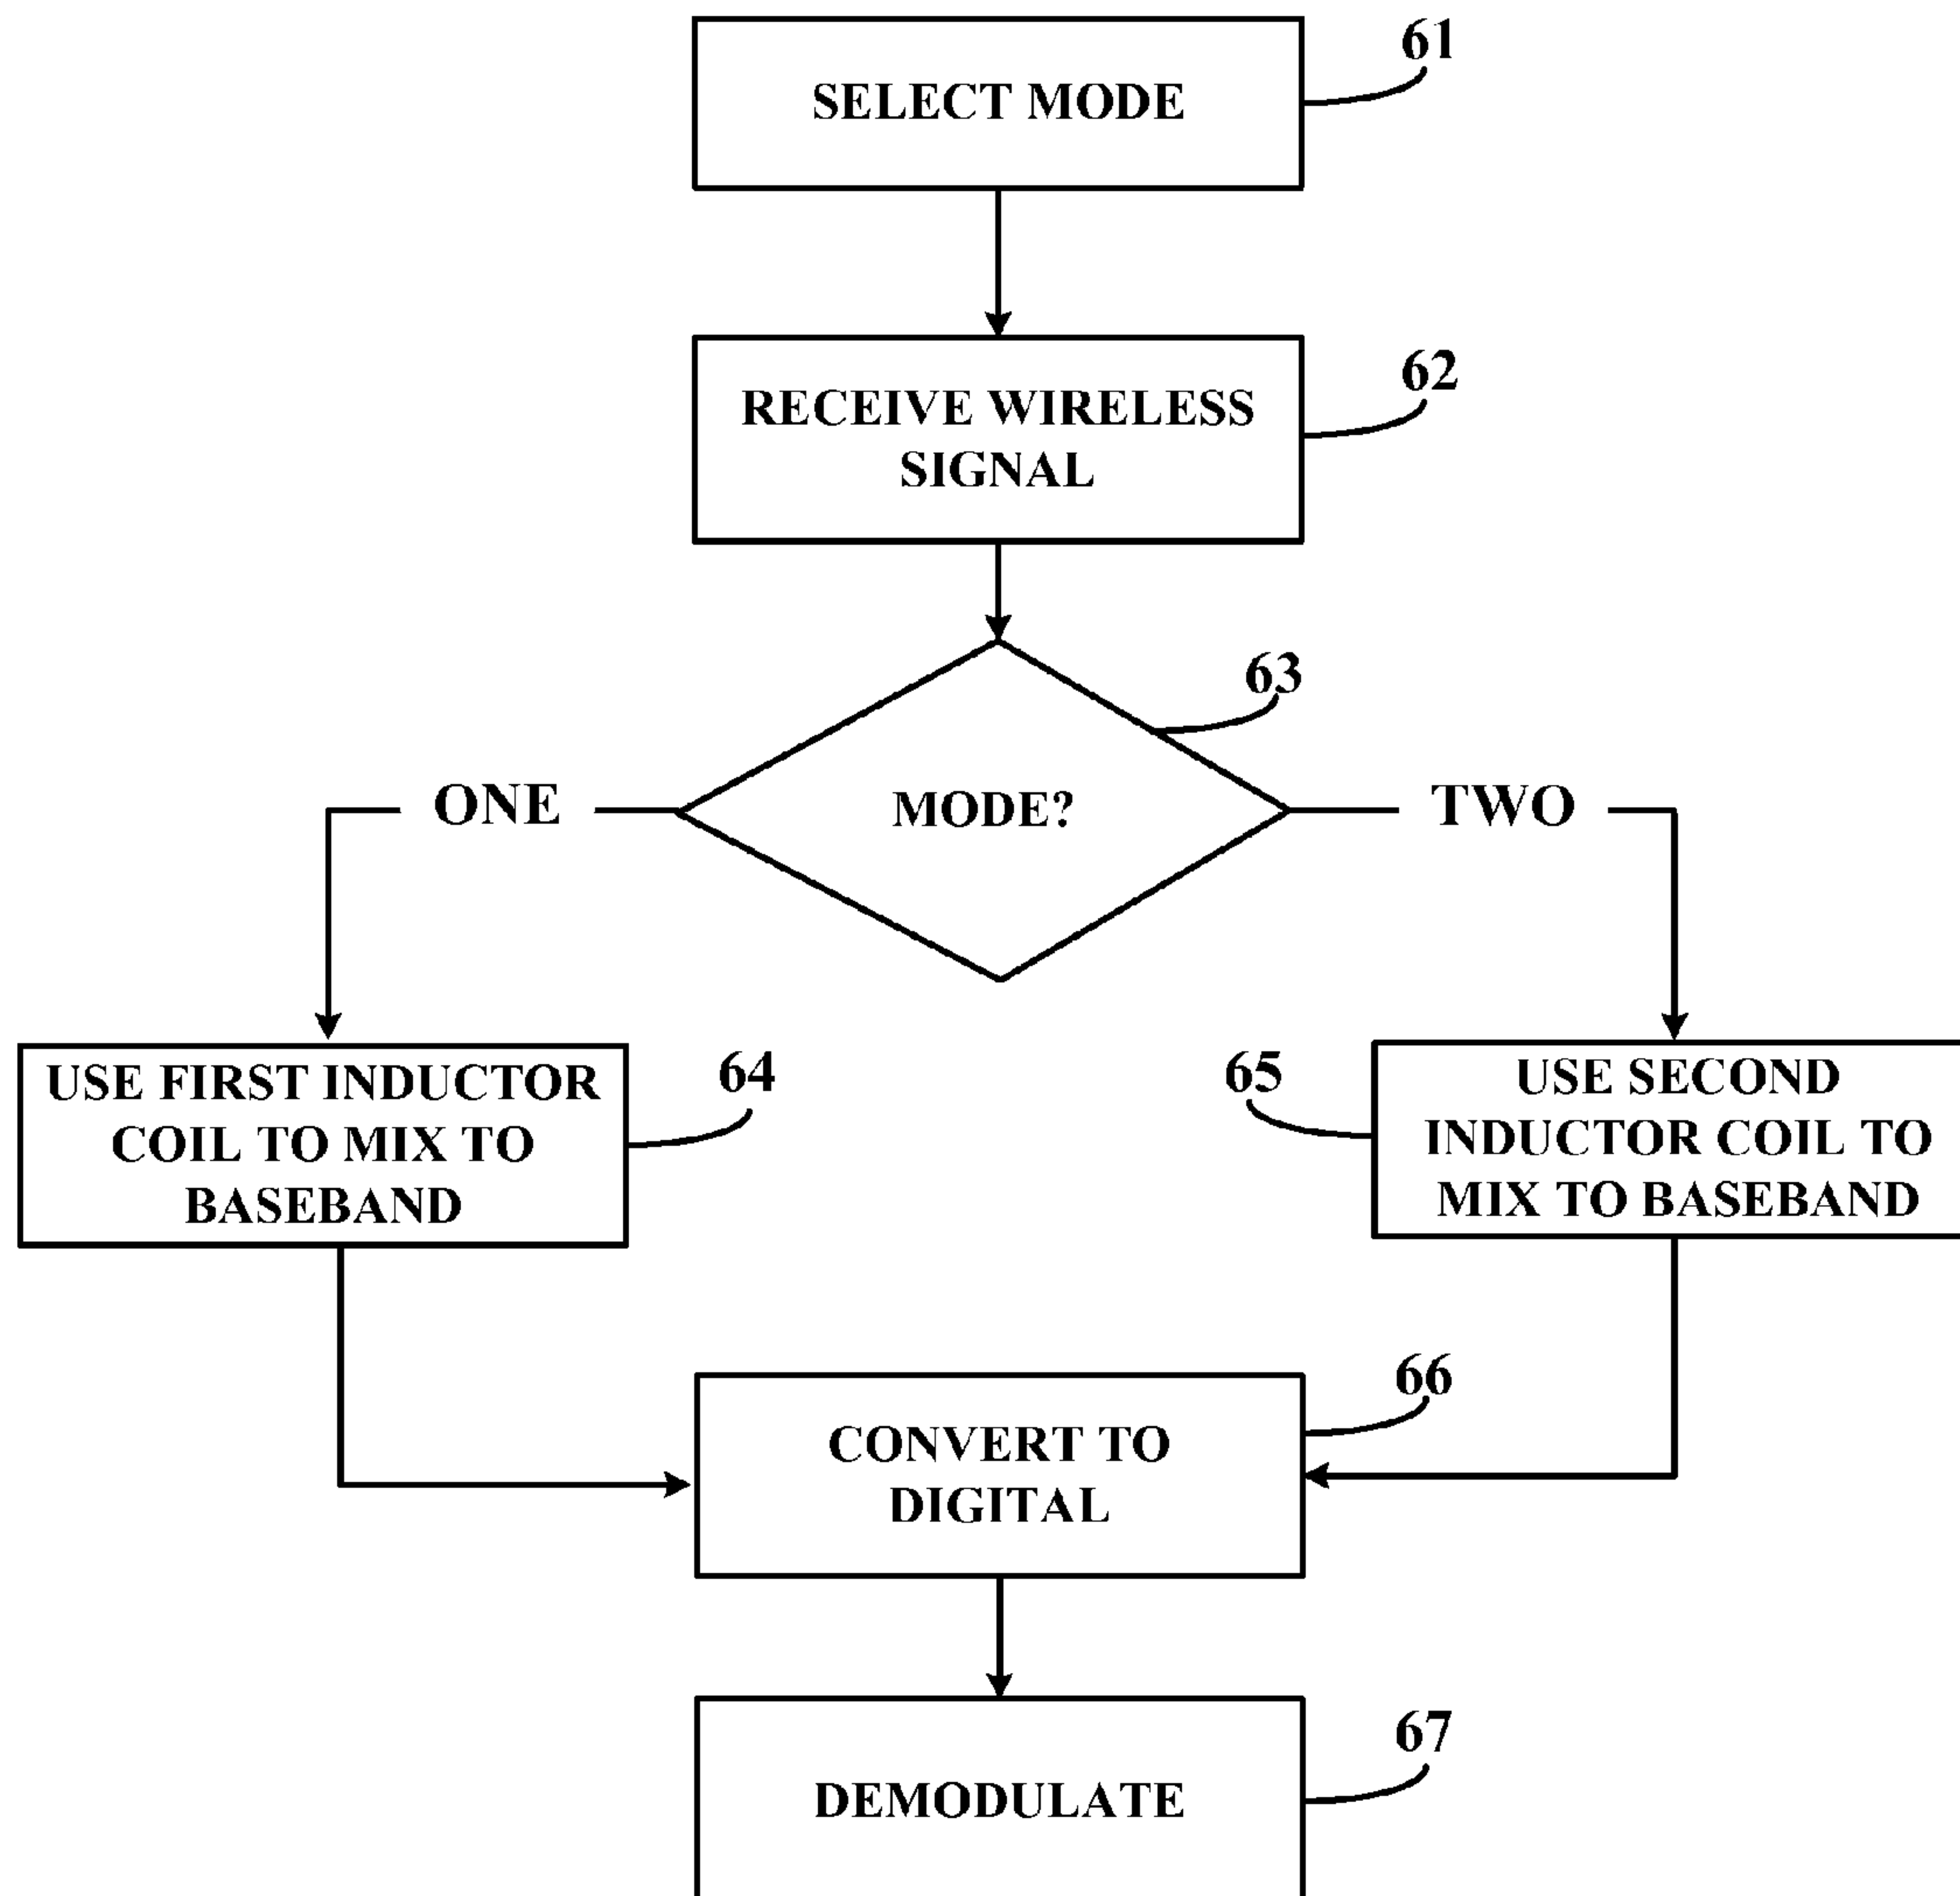 61
SELECT MODE
62
RECEIVE WIRELESS
SIGNAL
63
MODE?
ONE
TWO
64
USE FIRST INDUCTOR
COIL TO MIX TO
BASEBAND
65
USE SECOND
INDUCTOR COIL TO
MIX TO BASEBAND
66
CONVERT TO
DIGITAL
67
DEMODULATE